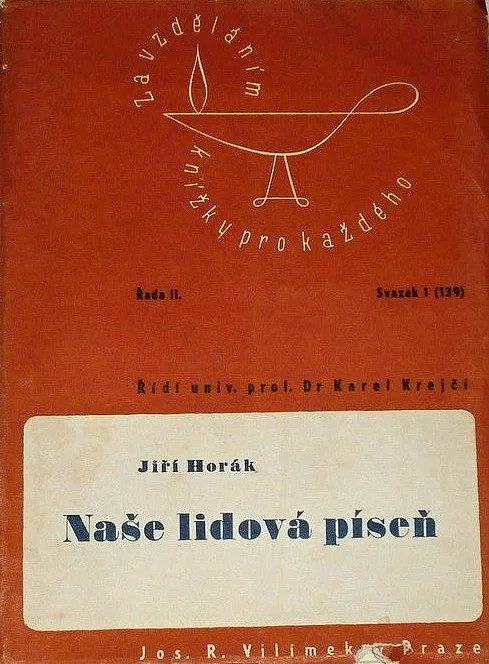 Za vzděláním
knížky pro každého
Řada II.
Svazek 1 (139)
Řídí univ. prof. Dr Karel Krejčí
Jiří Horák
Naše lidová píseň
Jos. R. Vilímek v Praze